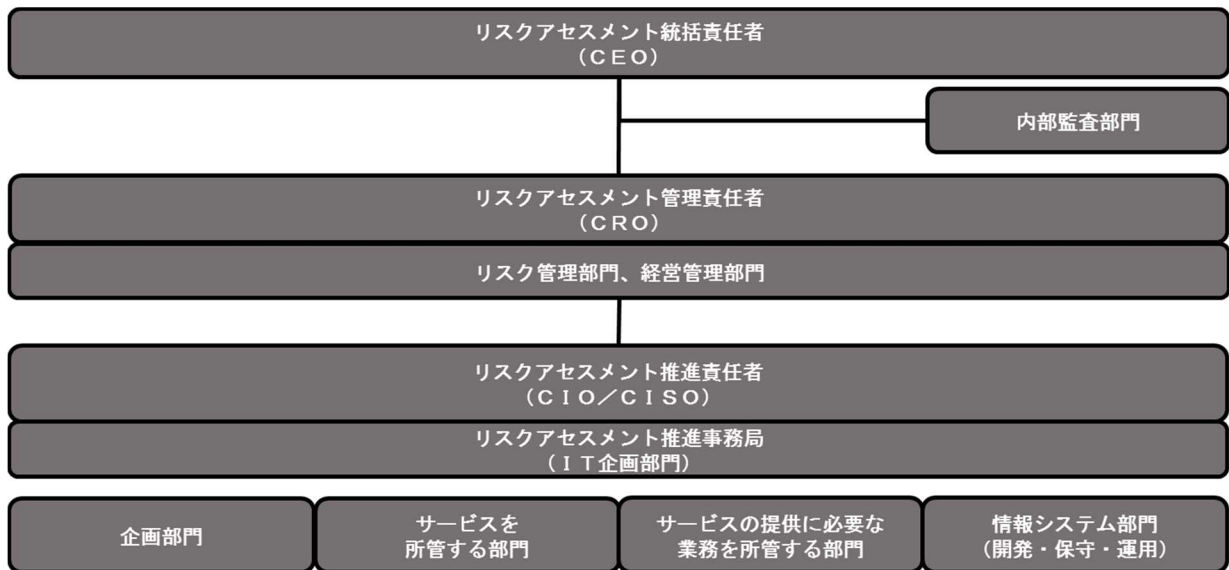 リスクアセスメント統括責任者
（ＣＥＯ）
内部監査部門
リスクアセスメント管理責任者
（ＣＲＯ）
リスク管理部門、経営管理部門
リスクアセスメント推進責任者
（ＣＩＯ／ＣＩＳＯ）
リスクアセスメント推進事務局
（ＩＴ企画部門）
企画部門
サービスを
所管する部門
サービスの提供に必要な
業務を所管する部門
情報システム部門
（開発・保守・運用）